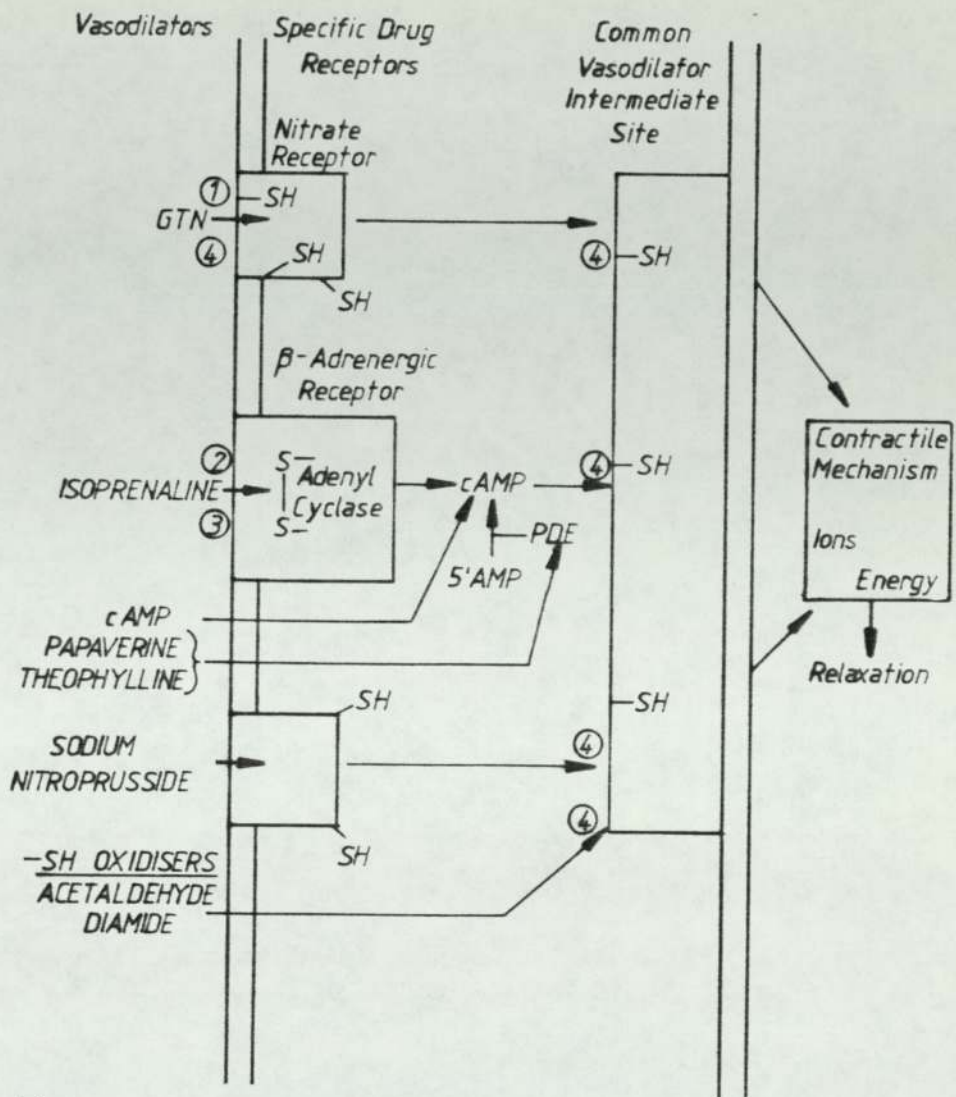 Vasodilators
Specific Drug
Receptors
Common
Vasodilator
Intermediate
Site
Nitrate
Receptor
①
-SH
GTN
④
SH
SH
④
-SH
β-Adrenergic
Receptor
②
ISOPRENALINE
③
S-
S-
Adenyl
Cyclase
cAMP
PDE
5'AMP
④
-SH
Contractile
Mechanism
Ions
Energy
Relaxation
cAMP
PAPAVERINE
THEOPHYLLINE
SH
-SH
SODIUM
NITROPRUSSIDE
④
SH
④
-SH OXIDISERS
ACETALDEHYDE
DIAMIDE